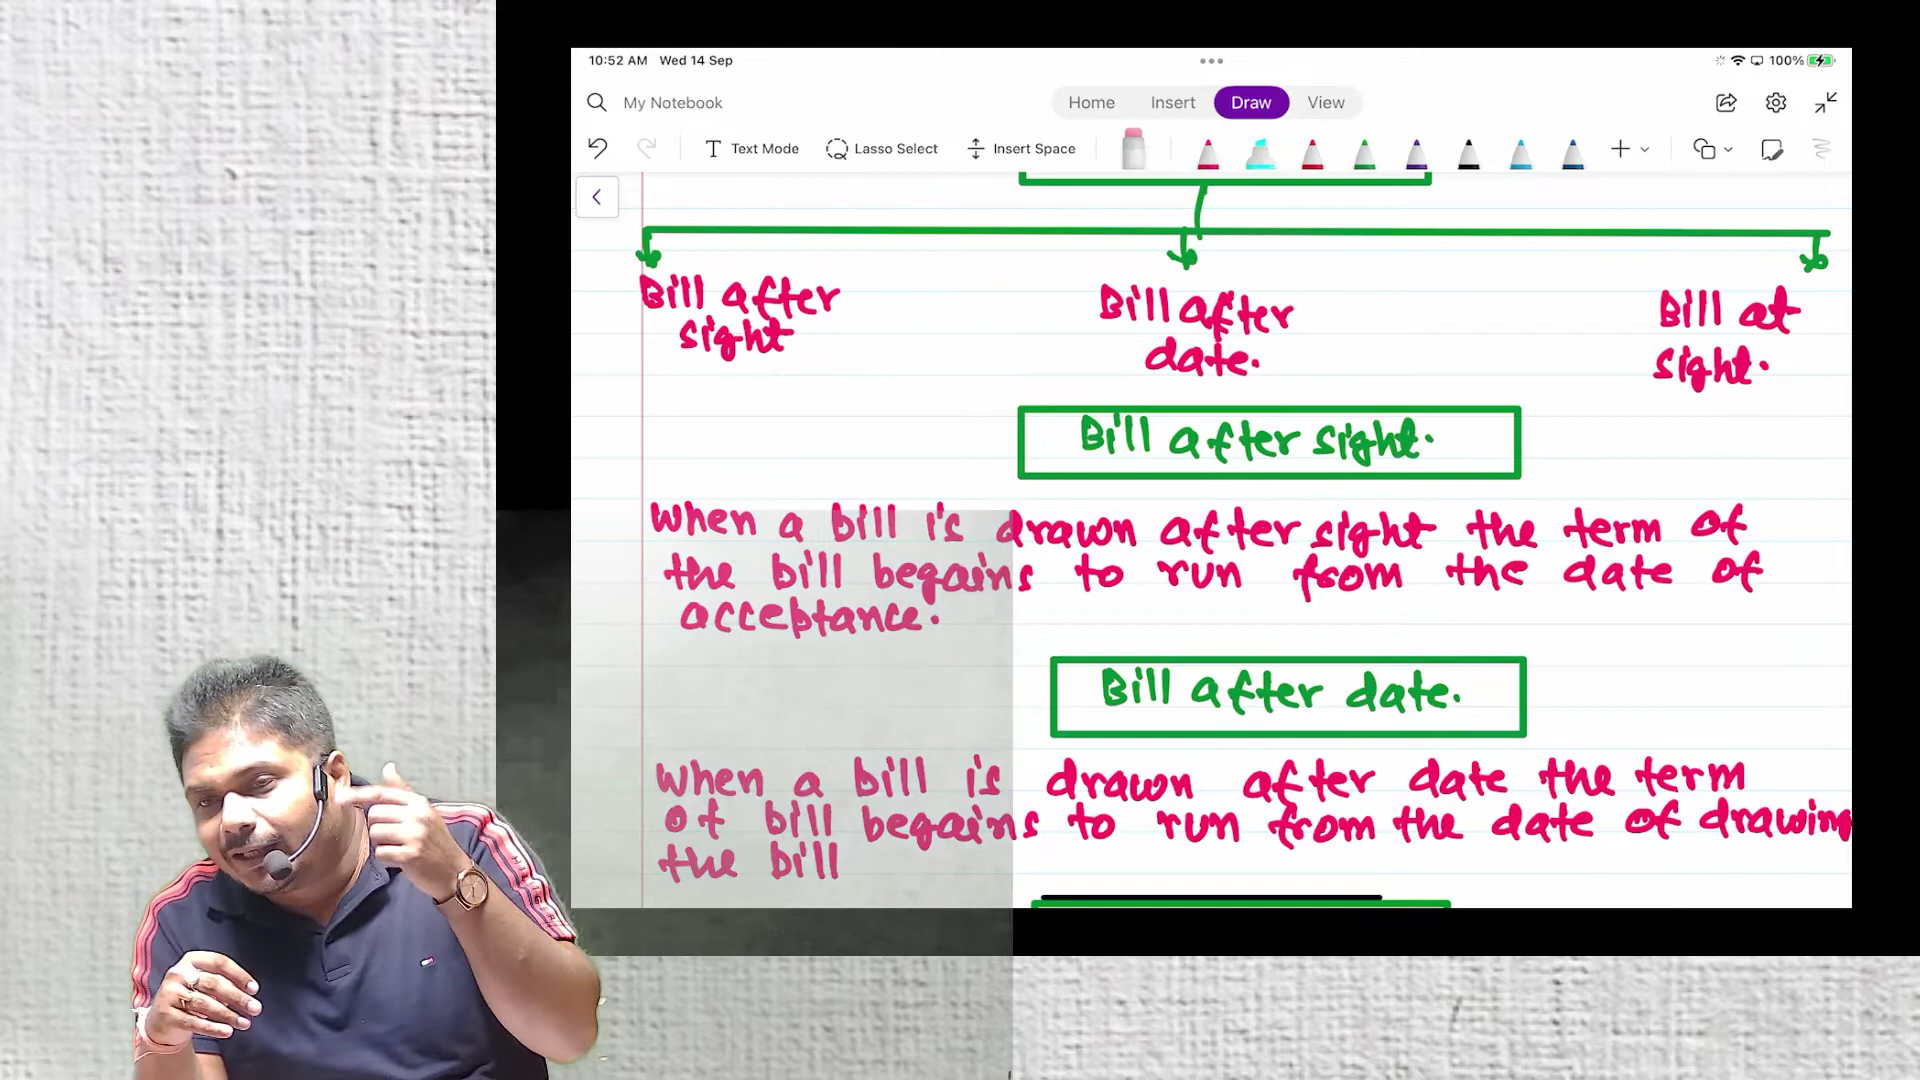 10:52 AM Wed 14 Sep
100%
My Notebook
Home Insert Draw View
Text Mode Lasso Select Insert Space
Bill after
sight
Bill after
date.
Bill at
sight.
Bill after sight.
When a bill is drawn after sight the term of
the bill begains to run from the date of
acceptance.
Bill after date.
When a bill is drawn after date the term
of bill begains to run from the date of drawing
the bill